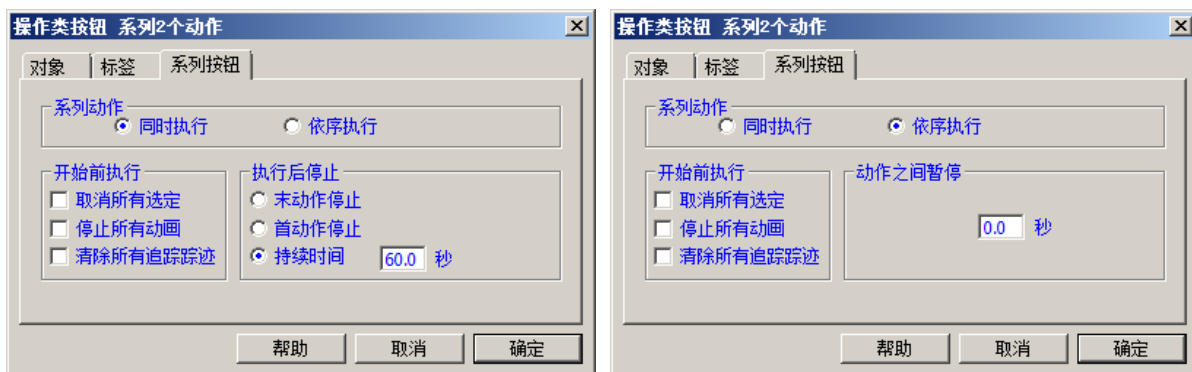 操作类按钮 系列2个动作
对象 标签 系列按钮
系列动作
同时执行 依序执行
开始前执行 执行后停止
取消所有选定 末动作停止
停止所有动画 首动作停止
清除所有追踪踪迹 持续时间 60.0 秒
帮助 取消 确定
操作类按钮 系列2个动作
对象 标签 系列按钮
系列动作
同时执行 依序执行
开始前执行 动作之间暂停
取消所有选定
停止所有动画 0.0 秒
清除所有追踪踪迹
帮助 取消 确定